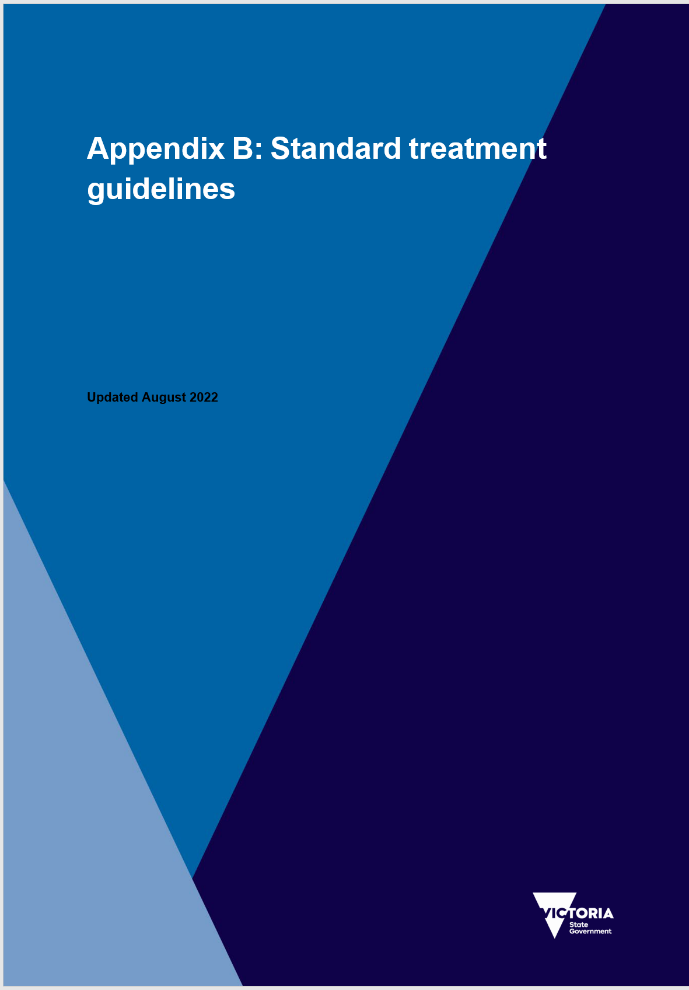 Appendix B: Standard treatment
guidelines
Updated August 2022
VICTORIA
State
Government